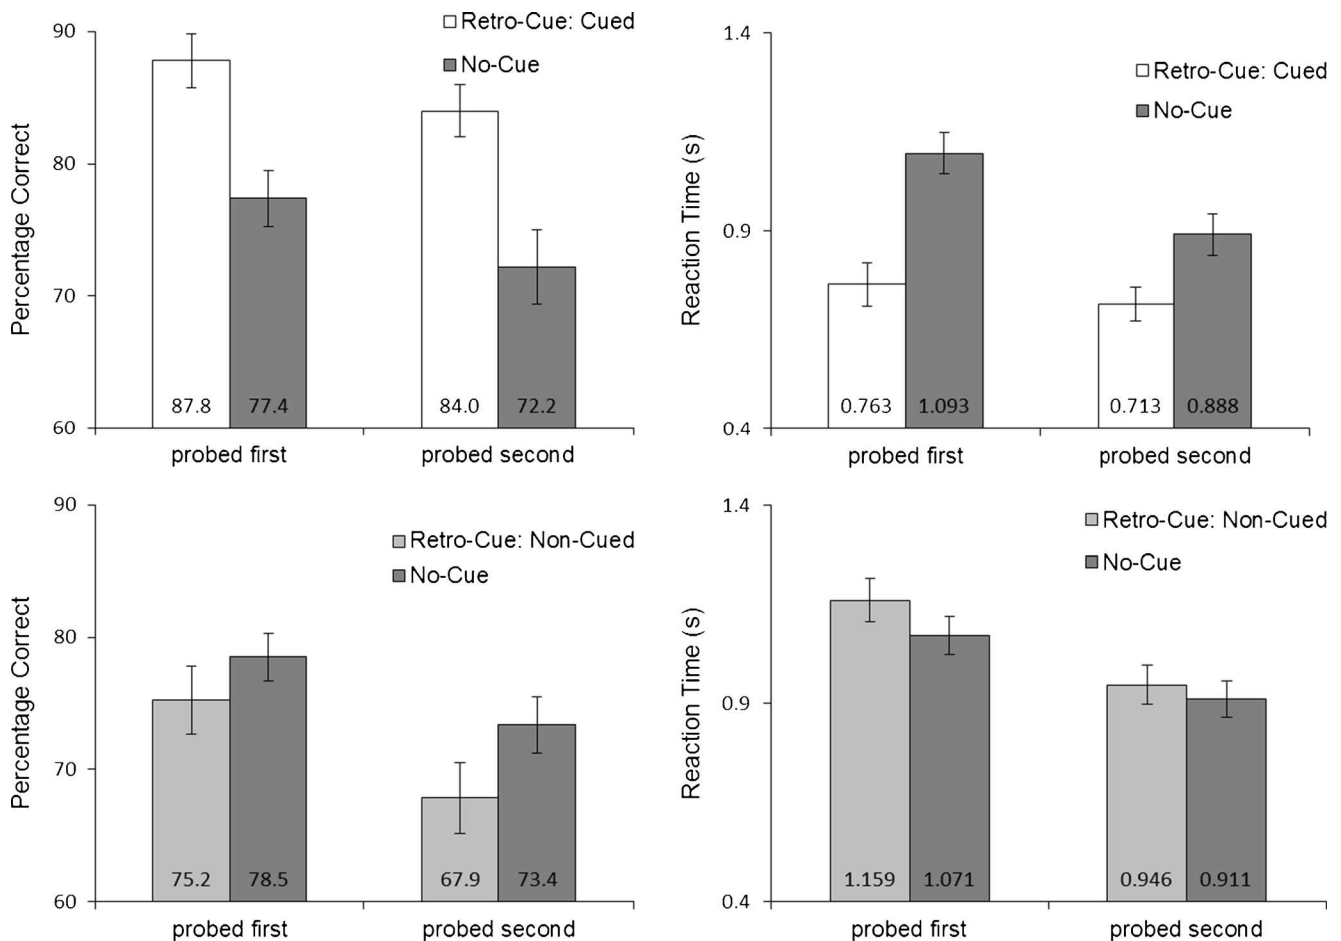 90
80
70
60
Percentage Correct
Retro-Cue: Cued
No-Cue
87.8
77.4
84.0
72.2
probed first
probed second
1.4
0.9
0.4
Reaction Time (s)
Retro-Cue: Cued
No-Cue
0.763
1.093
0.713
0.888
probed first
probed second
90
80
70
60
Percentage Correct
Retro-Cue: Non-Cued
No-Cue
75.2
78.5
67.9
73.4
probed first
probed second
1.4
0.9
0.4
Reaction Time (s)
Retro-Cue: Non-Cued
No-Cue
1.159
1.071
0.946
0.911
probed first
probed second